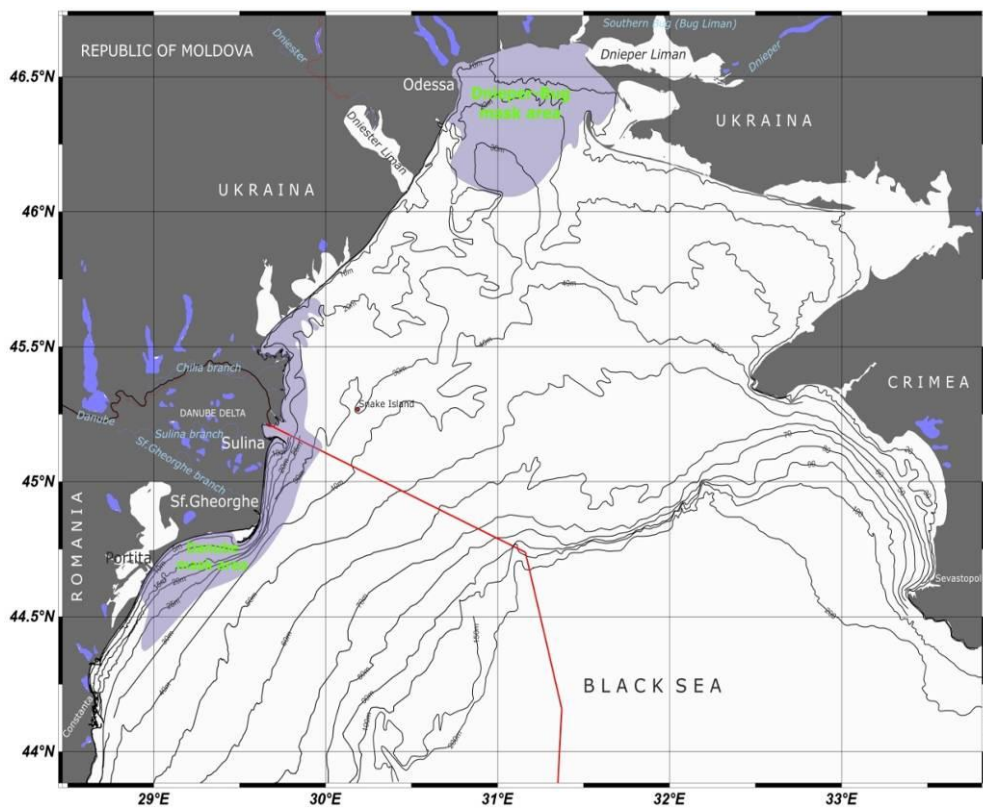 Southern Bug (Bug Liman)
Dniester
Dnieper Liman
Dnieper
REPUBLIC OF MOLDOVA
46.5°N
Odessa
Dnieper-Bug
mask area
UKRAINA
Dniester Liman
UKRAINA
46°N
45.5°N
Chilia branch
Snake Island
CRIMEA
DANUBE DELTA
Danube
Sulina branch
Sulina
Sf.Gheorghe branch
45°N
Sf.Gheorghe
ROMANIA
Portita
Danube
mask area
Sevastopol
44.5°N
BLACK SEA
Constanta
44°N
29°E
30°E
31°E
32°E
33°E